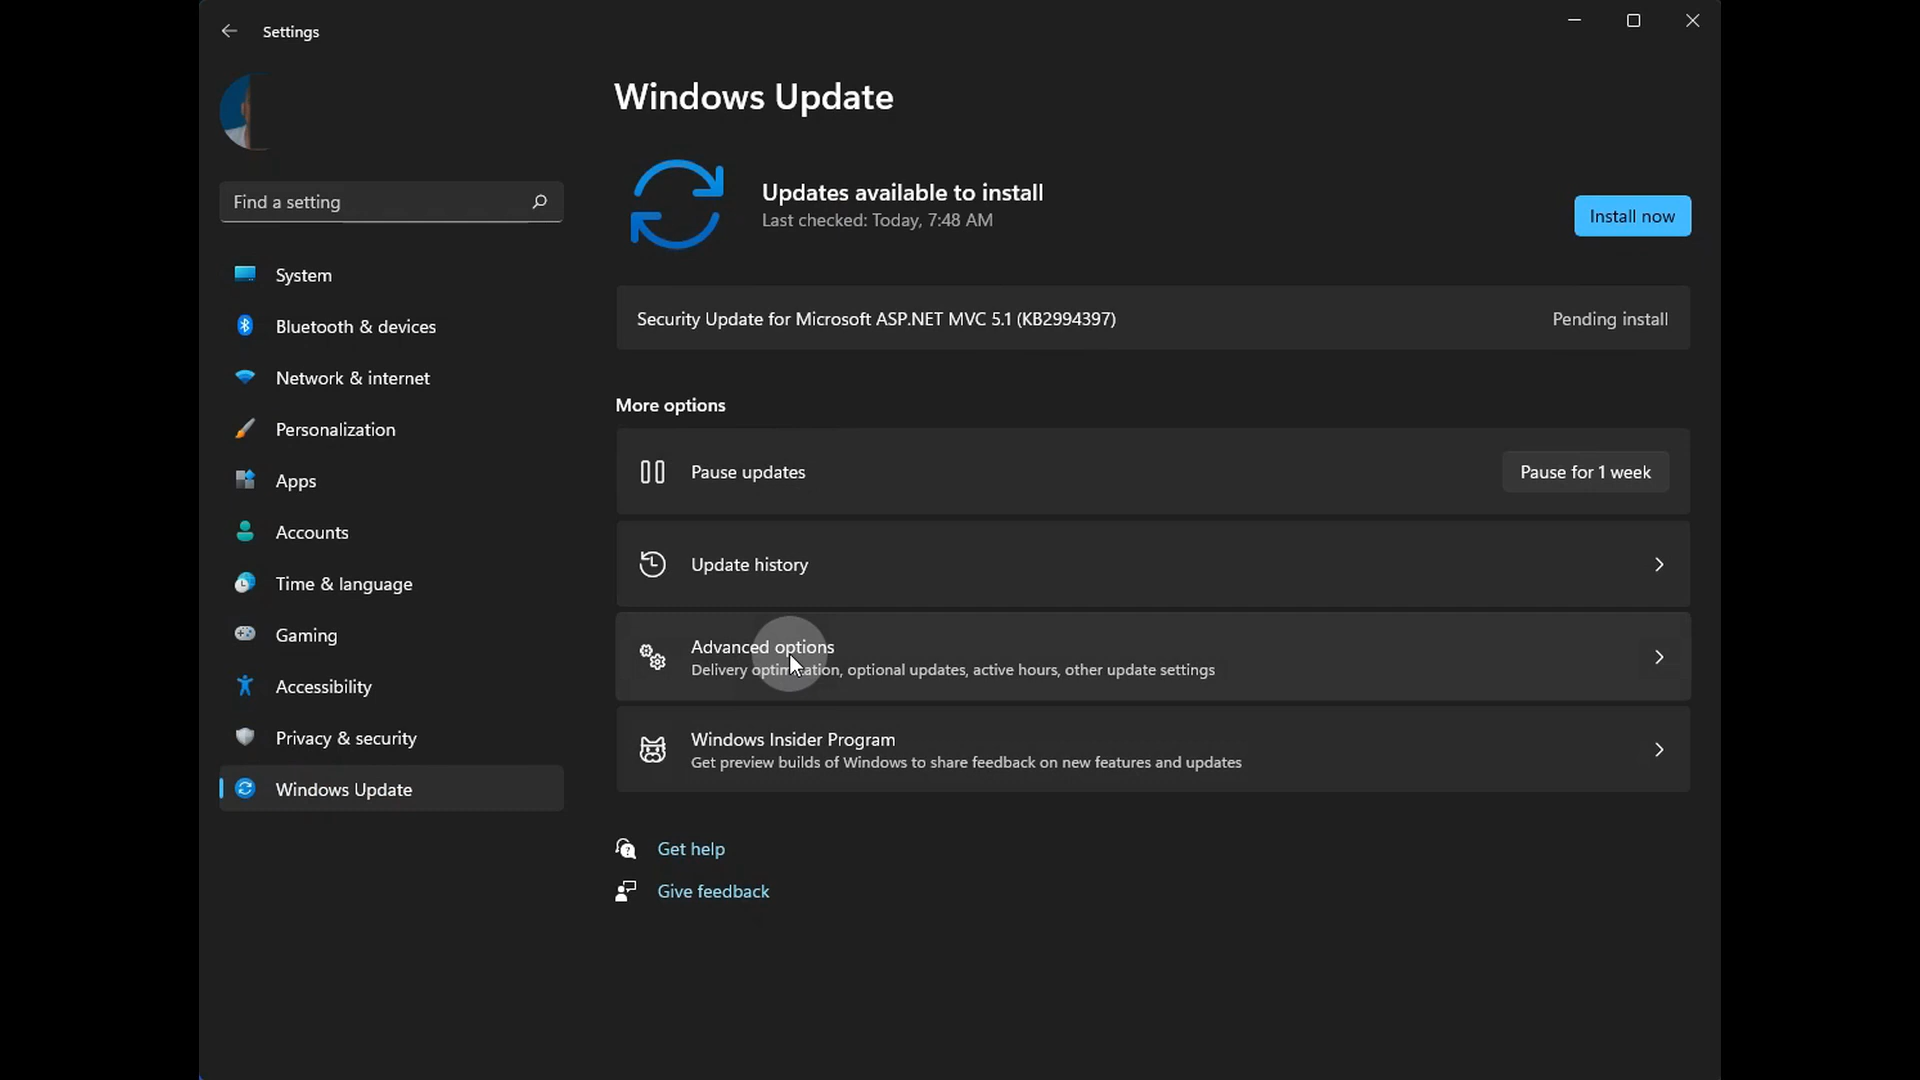 Settings
Windows Update
Updates available to install
Last checked: Today, 7:48 AM
Install now
Find a setting
System
Bluetooth & devices
Network & internet
Personalization
Apps
Accounts
Time & language
Gaming
Accessibility
Privacy & security
Windows Update
Security Update for Microsoft ASP.NET MVC 5.1 (KB2994397)
Pending install
More options
Pause updates
Pause for 1 week
Update history
Advanced options
Delivery optimization, optional updates, active hours, other update settings
Windows Insider Program
Get preview builds of Windows to share feedback on new features and updates
Get help
Give feedback